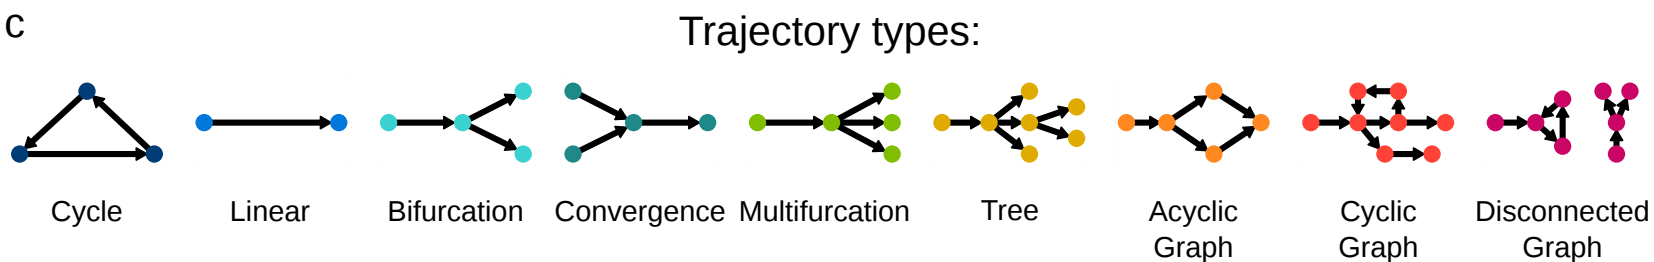 c
Trajectory types:
Cycle
Linear
Bifurcation
Convergence
Multifurcation
Tree
Acyclic
Graph
Cyclic
Graph
Disconnected
Graph